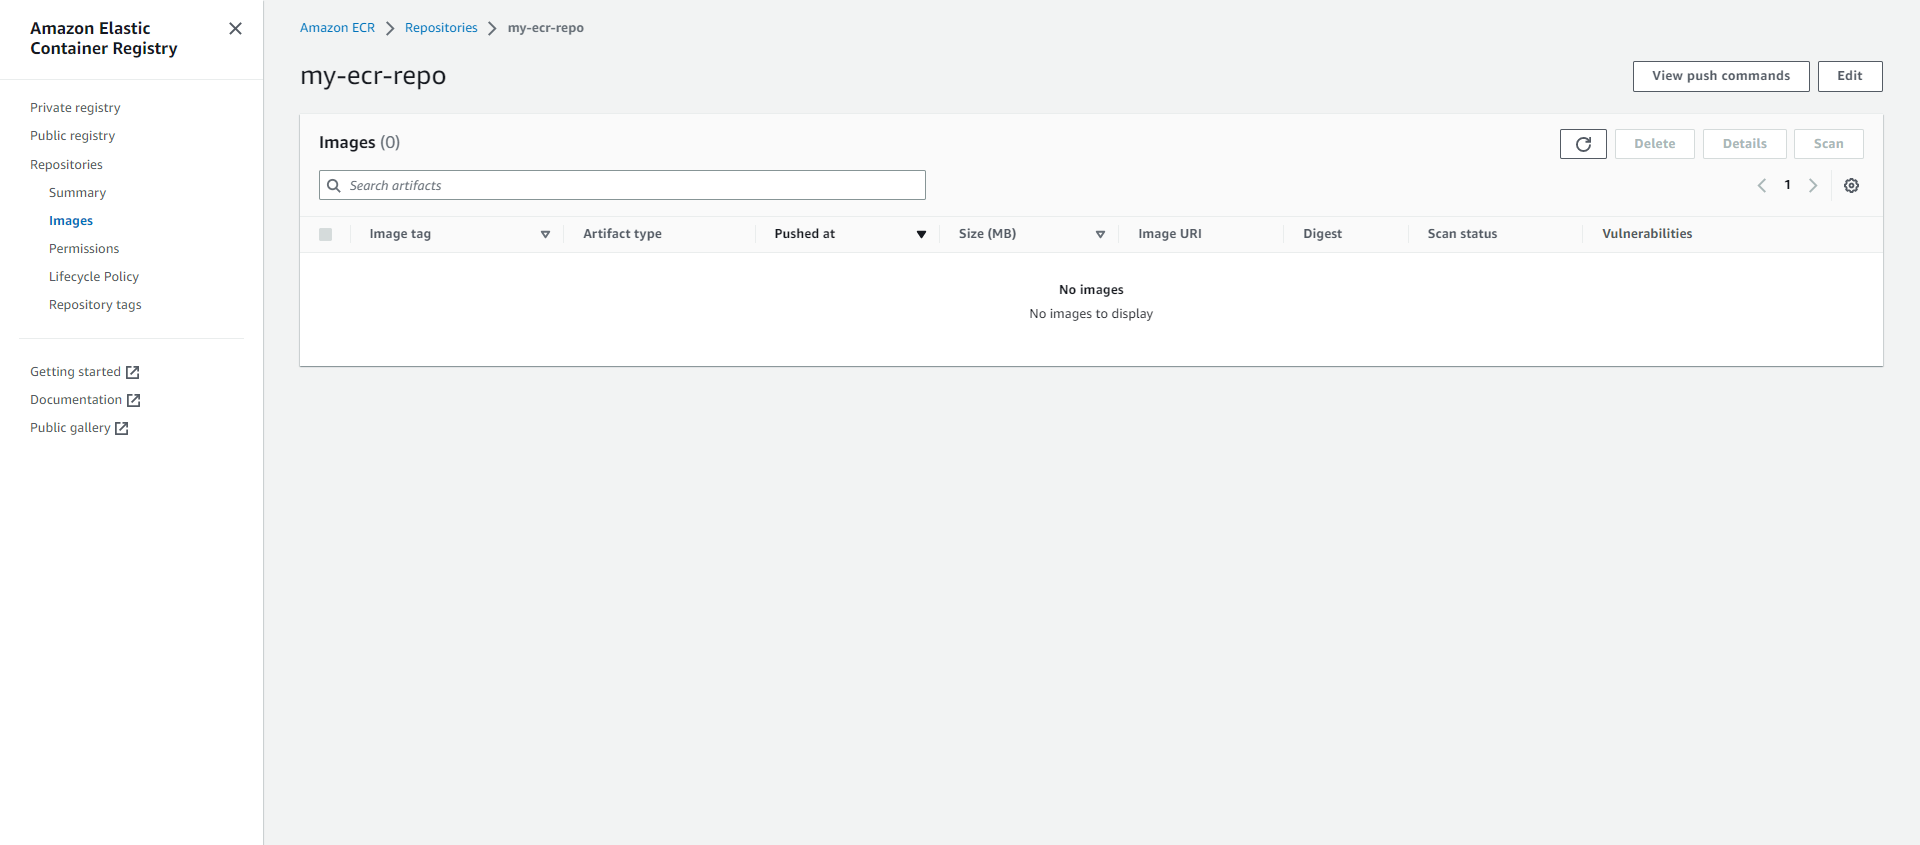 Amazon Elastic
Container Registry
Private registry
Public registry
Repositories
Summary
Images
Permissions
Lifecycle Policy
Repository tags
Getting started
Documentation
Public gallery
Amazon ECR Repositories my-ecr-repo
my-ecr-repo
View push commands Edit
Images (0)
Delete Details Scan
Search artifacts
1
Image tag Artifact type Pushed at Size (MB) Image URI Digest Scan status Vulnerabilities
No images
No images to display